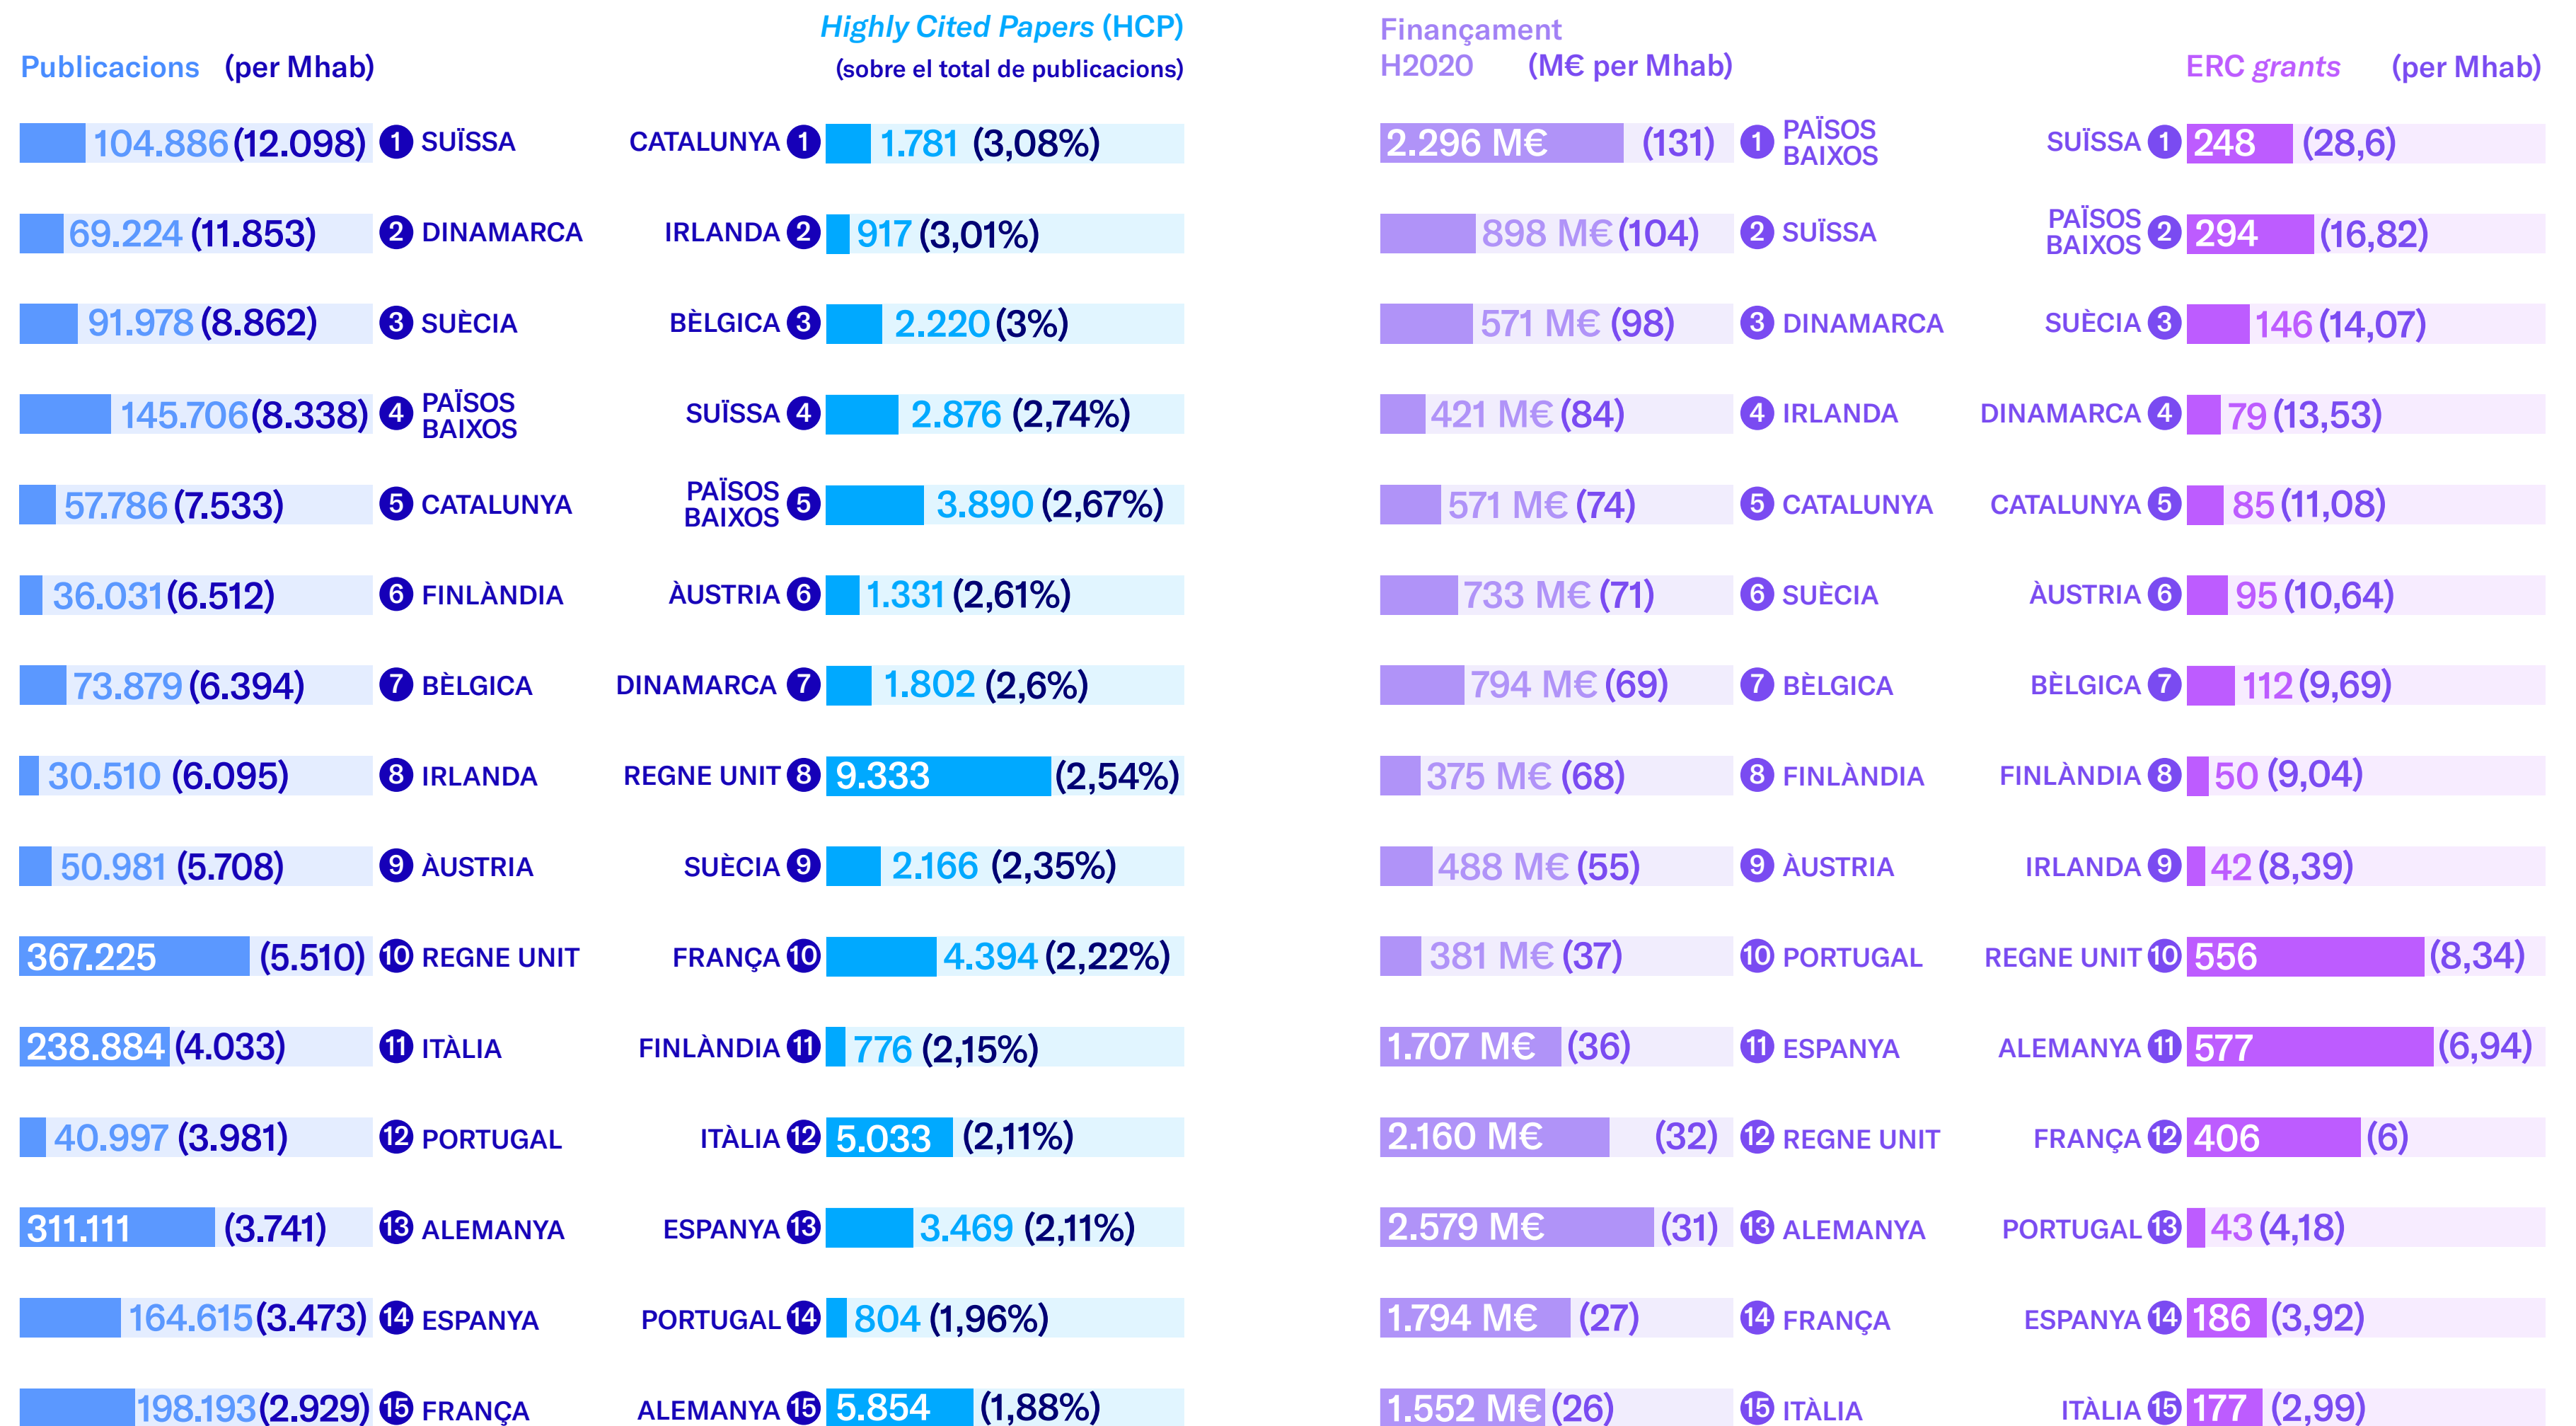 Publicacions (per Mhab)
104.886 (12.098) 1 SUÏSSA
69.224 (11.853) 2 DINAMARCA
91.978 (8.862) 3 SUÈCIA
145.706 (8.338) 4 PAÏSOS
BAIXOS
57.786 (7.533) 5 CATALUNYA
36.031 (6.512) 6 FINLÀNDIA
73.879 (6.394) 7 BÈLGICA
30.510 (6.095) 8 IRLANDA
50.981 (5.708) 9 ÀUSTRIA
367.225 (5.510) 10 REGNE UNIT
238.884 (4.033) 11 ITÀLIA
40.997 (3.981) 12 PORTUGAL
311.111 (3.741) 13 ALEMANYA
164.615 (3.473) 14 ESPANYA
198.193 (2.929) 15 FRANÇA
Highly Cited Papers (HCP)
(sobre el total de publicacions)
CATALUNYA 1 1.781 (3,08%)
IRLANDA 2 917 (3,01%)
BÈLGICA 3 2.220 (3%)
SUÏSSA 4 2.876 (2,74%)
PAÏSOS
BAIXOS 5 3.890 (2,67%)
ÀUSTRIA 6 1.331 (2,61%)
DINAMARCA 7 1.802 (2,6%)
REGNE UNIT 8 9.333 (2,54%)
SUÈCIA 9 2.166 (2,35%)
FRANÇA 10 4.394 (2,22%)
FINLÀNDIA 11 776 (2,15%)
ITÀLIA 12 5.033 (2,11%)
ESPANYA 13 3.469 (2,11%)
PORTUGAL 14 804 (1,96%)
ALEMANYA 15 5.854 (1,88%)
Finançament
H2020 (M€ per Mhab)
2.296 M€ (131) 1 PAÏSOS
BAIXOS
898 M€ (104) 2 SUÏSSA
571 M€ (98) 3 DINAMARCA
421 M€ (84) 4 IRLANDA
571 M€ (74) 5 CATALUNYA
733 M€ (71) 6 SUÈCIA
794 M€ (69) 7 BÈLGICA
375 M€ (68) 8 FINLÀNDIA
488 M€ (55) 9 ÀUSTRIA
381 M€ (37) 10 PORTUGAL
1.707 M€ (36) 11 ESPANYA
2.160 M€ (32) 12 REGNE UNIT
2.579 M€ (31) 13 ALEMANYA
1.794 M€ (27) 14 FRANÇA
1.552 M€ (26) 15 ITÀLIA
ERC grants (per Mhab)
SUÏSSA 1 248 (28,6)
PAÏSOS
BAIXOS 2 294 (16,82)
SUÈCIA 3 146 (14,07)
DINAMARCA 4 79 (13,53)
CATALUNYA 5 85 (11,08)
ÀUSTRIA 6 95 (10,64)
BÈLGICA 7 112 (9,69)
FINLÀNDIA 8 50 (9,04)
IRLANDA 9 42 (8,39)
REGNE UNIT 10 556 (8,34)
ALEMANYA 11 577 (6,94)
FRANÇA 12 406 (6)
PORTUGAL 13 43 (4,18)
ESPANYA 14 186 (3,92)
ITÀLIA 15 177 (2,99)